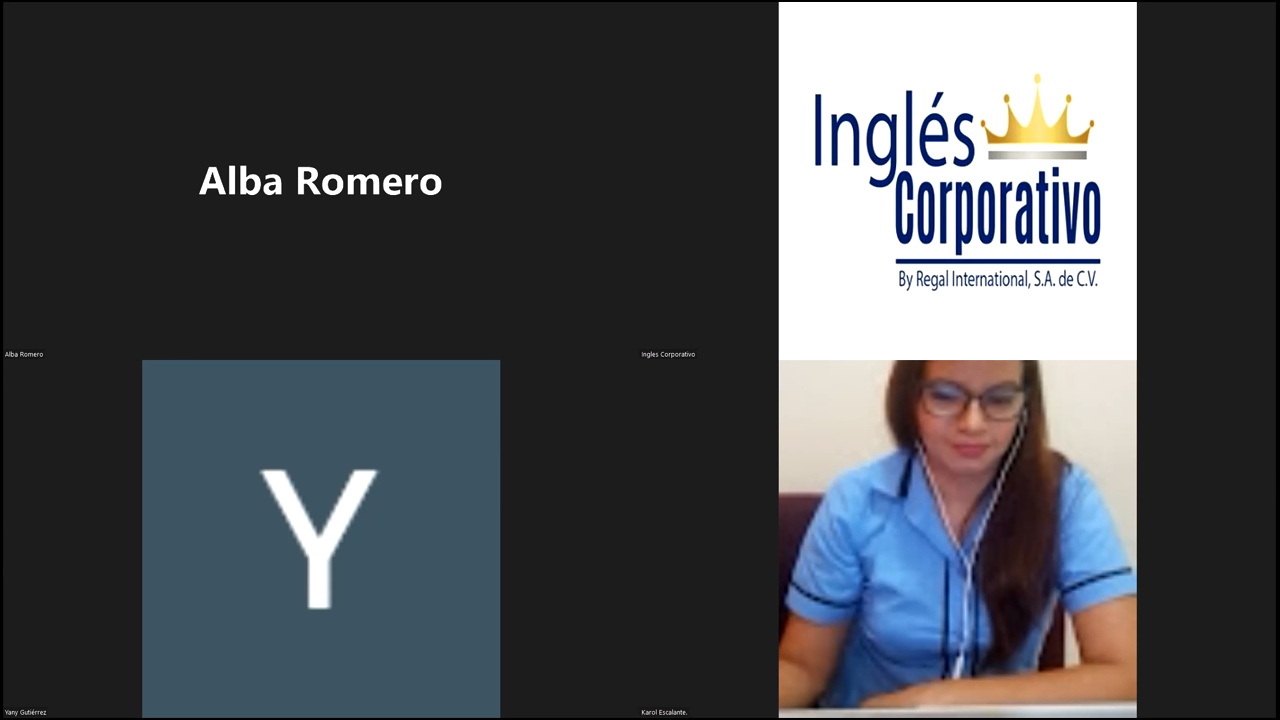 Alba Romero
Inglés
Corporativo
By Regal International, S.A. de C.V.
Alba Romero
Ingles Corporativo
Y
Yany Gutiérrez
Karol Escalante.